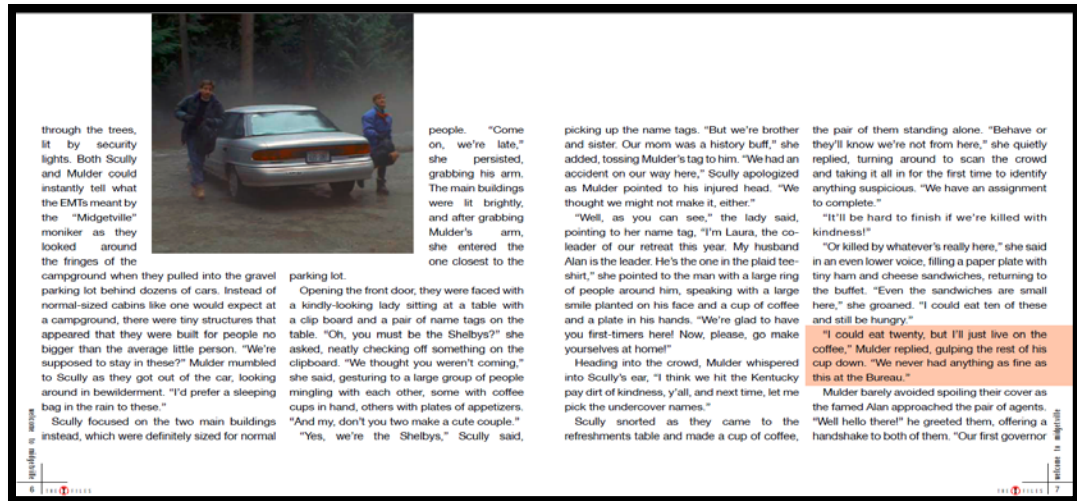 through the trees,
lit by security
lights. Both Scully
and Mulder could
instantly tell what
the EMTs meant by
the “Midgetville”
moniker as they
looked around
the fringes of the
campground when they pulled into the gravel
parking lot behind dozens of cars. Instead of
normal-sized cabins like one would expect at
a campground, there were tiny structures that
appeared that they were built for people no
bigger than the average little person. “We’re
supposed to stay in these?” Mulder mumbled
to Scully as they got out of the car, looking
around in bewilderment. “I’d prefer a sleeping
bag in the rain to these.”
Scully focused on the two main buildings
instead, which were definitely sized for normal
people. “Come
on, we’re late,”
she persisted,
grabbing his arm.
The main buildings
were lit brightly,
and after grabbing
Mulder’s arm,
she entered the
one closest to the
parking lot.
Opening the front door, they were faced with
a kindly-looking lady sitting at a table with
a clip board and a pair of name tags on the
table. “Oh, you must be the Shelbys?” she
asked, neatly checking off something on the
clipboard. “We thought you weren’t coming,”
she said, gesturing to a large group of people
mingling with each other, some with coffee
cups in hand, others with plates of appetizers.
“And my, don’t you two make a cute couple.”
“Yes, we’re the Shelbys,” Scully said,
welcome to midgetville
6
THE X FILES
picking up the name tags. “But we’re brother
and sister. Our mom was a history buff,” she
added, tossing Mulder’s tag to him. “We had an
accident on our way here,” Scully apologized
as Mulder pointed to his injured head. “We
thought we might not make it, either.”
“Well, as you can see,” the lady said,
pointing to her name tag, “I’m Laura, the co-
leader of our retreat this year. My husband
Alan is the leader. He’s the one in the plaid tee-
shirt,” she pointed to the man with a large ring
of people around him, speaking with a large
smile planted on his face and a cup of coffee
and a plate in his hands. “We’re glad to have
you first-timers here! Now, please, go make
yourselves at home!”
Heading into the crowd, Mulder whispered
into Scully’s ear, “I think we hit the Kentucky
pay dirt of kindness, y’all, and next time, let me
pick the undercover names.”
Scully snorted as they came to the
refreshments table and made a cup of coffee,
the pair of them standing alone. “Behave or
they’ll know we’re not from here,” she quietly
replied, turning around to scan the crowd
and taking it all in for the first time to identify
anything suspicious. “We have an assignment
to complete.”
“It’ll be hard to finish if we’re killed with
kindness!”
“Or killed by whatever’s really here,” she said
in an even lower voice, filling a paper plate with
tiny ham and cheese sandwiches, returning to
the buffet. “Even the sandwiches are small
here,” she groaned. “I could eat ten of these
and still be hungry.”
“I could eat twenty, but I’ll just live on the
coffee,” Mulder replied, gulping the rest of his
cup down. “We never had anything as fine as
this at the Bureau.”
Mulder barely avoided spoiling their cover as
the famed Alan approached the pair of agents.
“Well hello there!” he greeted them, offering a
handshake to both of them. “Our first governor
welcome to midgetville
THE X FILES
7